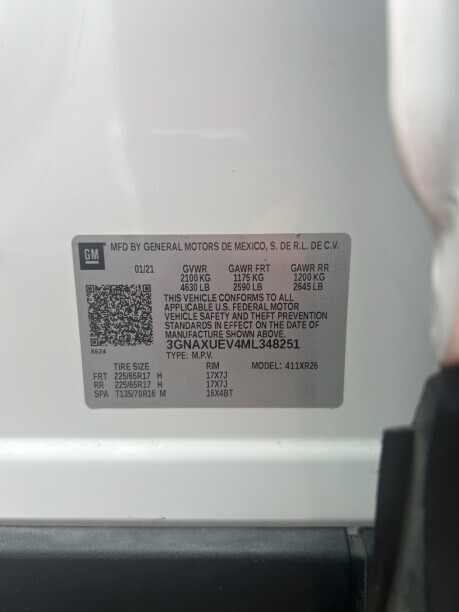 GM MFD BY GENERAL MOTORS DE MEXICO, S. DE R.L. DE C.V.
01/21 GVWR GAWR FRT GAWR RR
2100 KG 1175 KG 1200 KG
4630 LB 2590 LB 2645 LB
THIS VEHICLE CONFORMS TO ALL
APPLICABLE U.S. FEDERAL MOTOR
VEHICLE SAFETY AND THEFT PREVENTION
STANDARDS IN EFFECT ON THE DATE OF
MANUFACTURE SHOWN ABOVE.
3GNAXUEV4ML348251
8624
TYPE: M.P.V. MODEL: 411XR26
TIRE SIZE RIM
FRT 225/65R17 H 17X7J
RR 225/65R17 H 17X7J
SPA T135/70R16 M 16X4BT